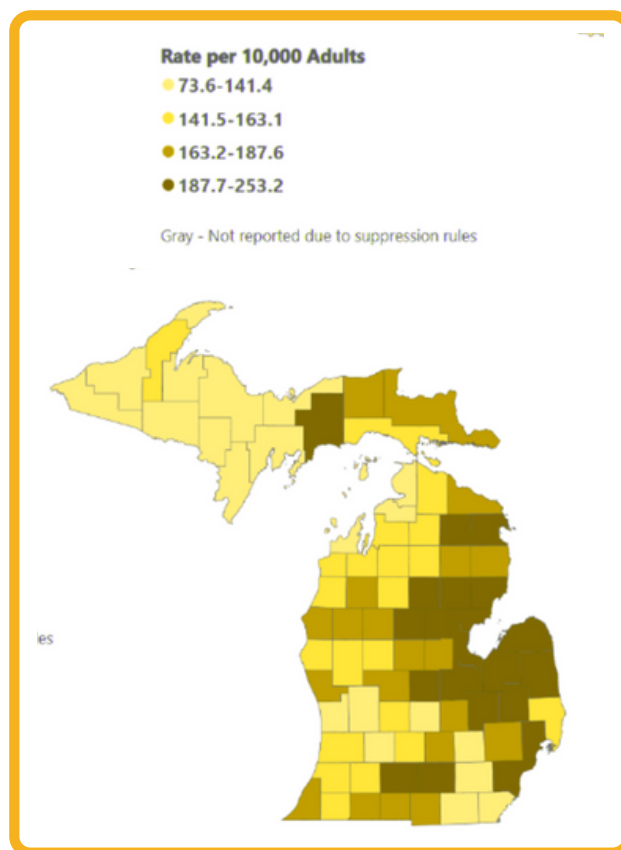 Rate per 10,000 Adults
73.6-141.4
141.5-163.1
163.2-187.6
187.7-253.2
Gray - Not reported due to suppression rules
les